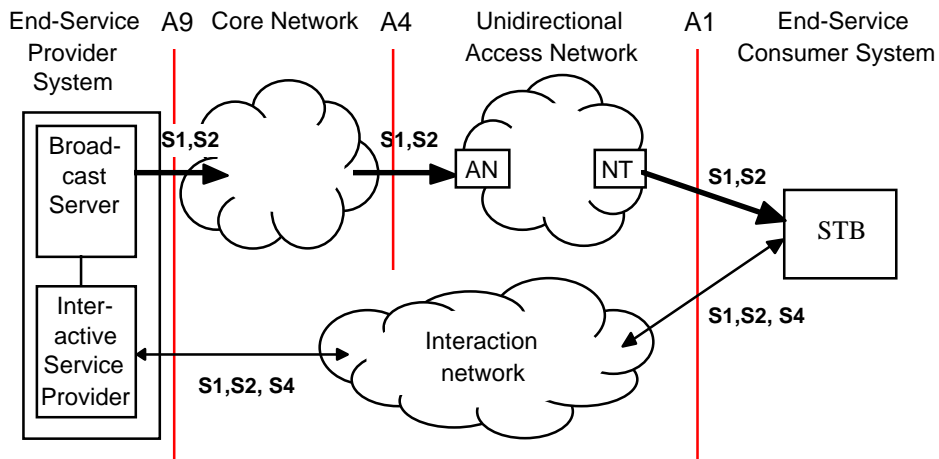 End-Service
Provider
System
A9
Core Network
A4
Unidirectional
Access Network
A1
End-Service
Consumer System
Broad-
cast
Server
S1,S2
S1,S2
AN
NT
S1,S2
STB
Inter-
active
Service
Provider
S1,S2, S4
Interaction
network
S1,S2, S4